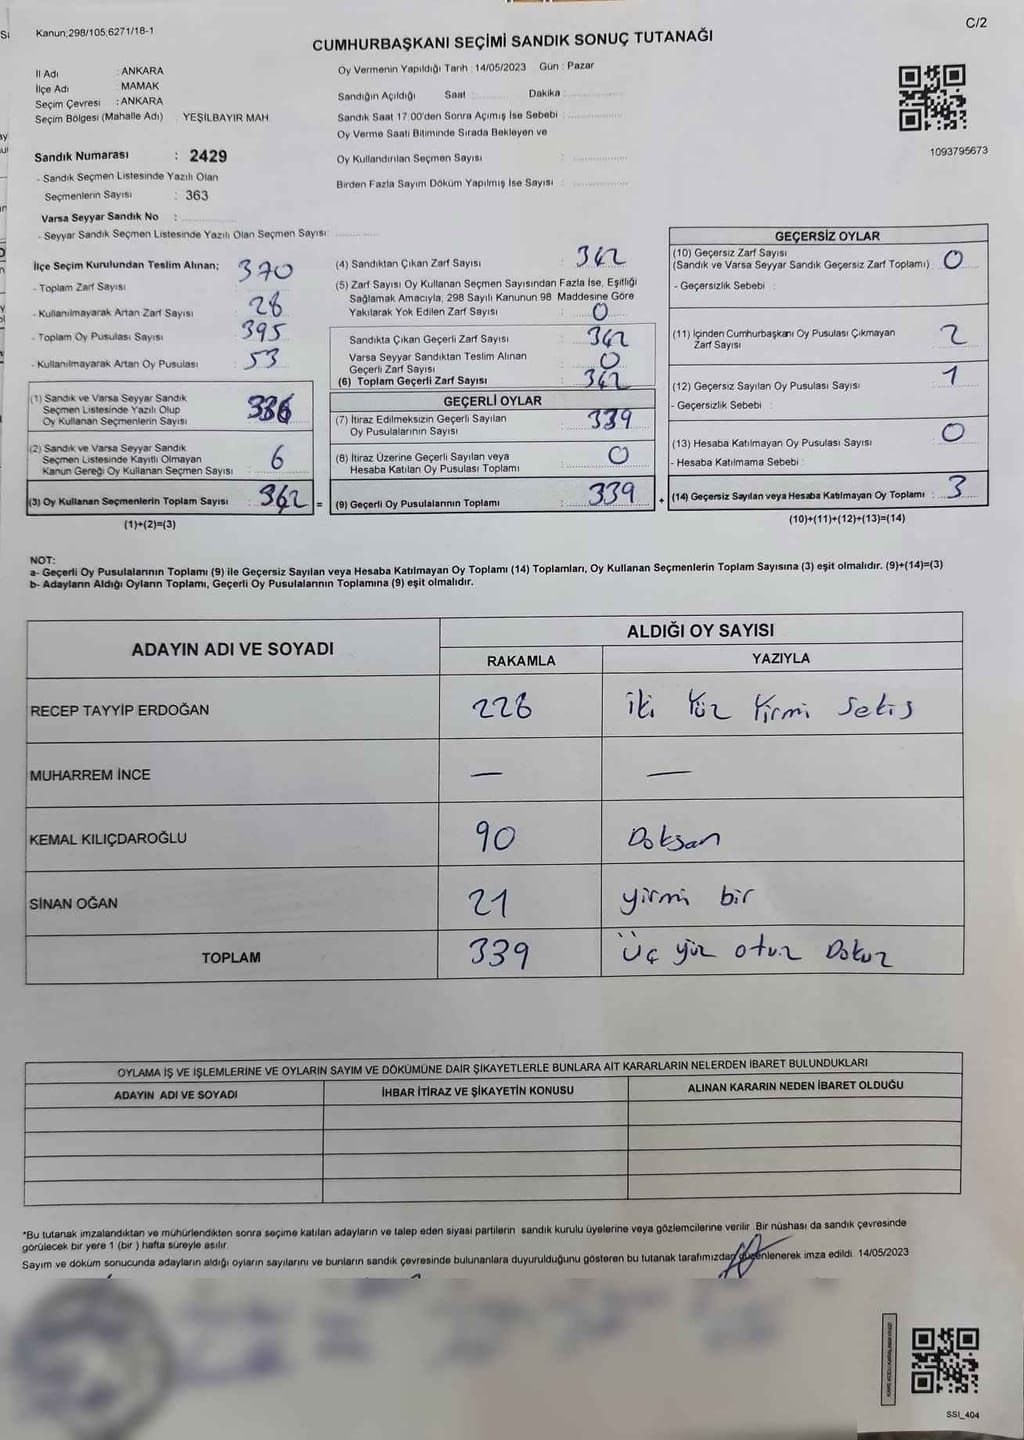 Kanun;298/105,6271/18-1
C/2
CUMHURBAŞKANI SEÇİMİ SANDIK SONUÇ TUTANAĞI
İl Adı : ANKARA
İlçe Adı : MAMAK
Seçim Çevresi : ANKARA
Seçim Bölgesi (Mahalle Adı) YEŞİLBAYIR MAH
Sandık Numarası : 2429
- Sandık Seçmen Listesinde Yazılı Olan
Seçmenlerin Sayısı : 363
Varsa Seyyar Sandık No :
- Seyyar Sandık Seçmen Listesinde Yazılı Olan Seçmen Sayısı:
Oy Vermenin Yapıldığı Tarih : 14/05/2023 Gün : Pazar
Sandığın Açıldığı Saat : Dakika :
Sandık Saat 17:00'den Sonra Açımış İse Sebebi :
Oy Verme Saati Bitiminde Sırada Bekleyen ve
Oy Kullandırılan Seçmen Sayısı :
Birden Fazla Sayım Döküm Yapılmış İse Sayısı :
1093795673
İlçe Seçim Kurulundan Teslim Alınan;
- Toplam Zarf Sayısı 370
- Kullanılmayarak Artan Zarf Sayısı 28
- Toplam Oy Pusulası Sayısı 395
- Kullanılmayarak Artan Oy Pusulası 53
(1) Sandık ve Varsa Seyyar Sandık
Seçmen Listesinde Yazılı Olup
Oy Kullanan Seçmenlerin Sayısı
(2) Sandık ve Varsa Seyyar Sandık
Seçmen Listesinde Kayıtlı Olmayan
Kanun Gereği Oy Kullanan Seçmen Sayısı 6
(3) Oy Kullanan Seçmenlerin Toplam Sayısı : 342 =
(1)+(2)=(3)
(4) Sandıktan Çıkan Zarf Sayısı 342
(5) Zarf Sayısı Oy Kullanan Seçmen Sayısından Fazla İse, Eşitliği
Sağlamak Amacıyla, 298 Sayılı Kanunun 98 Maddesine Göre
Yakılarak Yok Edilen Zarf Sayısı 0
Sandıkta Çıkan Geçerli Zarf Sayısı 342
Varsa Seyyar Sandıktan Teslim Alınan
Geçerli Zarf Sayısı 0
(6) Toplam Geçerli Zarf Sayısı 342
GEÇERLİ OYLAR
(7) İtiraz Edilmeksizin Geçerli Sayılan
Oy Pusulalarının Sayısı 339
(8) İtiraz Üzerine Geçerli Sayılan veya
Hesaba Katılan Oy Pusulası Toplamı 0
(9) Geçerli Oy Pusulalarının Toplamı : 339 +
GEÇERSİZ OYLAR
(10) Geçersiz Zarf Sayısı
(Sandık ve Varsa Seyyar Sandık Geçersiz Zarf Toplamı) : 0
- Geçersizlik Sebebi :
(11) İçinden Cumhurbaşkanı Oy Pusulası Çıkmayan
Zarf Sayısı 2
(12) Geçersiz Sayılan Oy Pusulası Sayısı 1
- Geçersizlik Sebebi :
(13) Hesaba Katılmayan Oy Pusulası Sayısı 0
- Hesaba Katılmama Sebebi
(14) Geçersiz Sayılan veya Hesaba Katılmayan Oy Toplamı : 3
(10)+(11)+(12)+(13)=(14)
NOT:
a- Geçerli Oy Pusulalarının Toplamı (9) ile Geçersiz Sayılan veya Hesaba Katılmayan Oy Toplamı (14) Toplamları, Oy Kullanan Seçmenlerin Toplam Sayısına (3) eşit olmalıdır. (9)+(14)=(3)
b- Adayların Aldığı Oyların Toplamı, Geçerli Oy Pusulalarının Toplamına (9) eşit olmalıdır.
ADAYIN ADI VE SOYADI ALDIĞI OY SAYISI
RAKAMLA YAZIYLA
RECEP TAYYİP ERDOĞAN 228 iki Yüz Yirmi Sekiz
MUHARREM İNCE — —
KEMAL KILIÇDAROĞLU 90 Doksan
SİNAN OĞAN 21 yirmi bir
TOPLAM 339 Üç yüz otuz Dokuz
OYLAMA İŞ VE İŞLEMLERİNE VE OYLARIN SAYIM VE DÖKÜMÜNE DAİR ŞİKAYETLERLE BUNLARA AİT KARARLARIN NELERDEN İBARET BULUNDUKLARI
ADAYIN ADI VE SOYADI İHBAR İTİRAZ VE ŞİKAYETİN KONUSU ALINAN KARARIN NEDEN İBARET OLDUĞU
*Bu tutanak imzalandıktan ve mühürlendikten sonra seçime katılan adayların ve talep eden siyasi partilerin sandık kurulu üyelerine veya gözlemcilerine verilir. Bir nüshası da sandık çevresinde
görülecek bir yere 1 (bir ) hafta süreyle asılır.
Sayım ve döküm sonucunda adayların aldığı oyların sayılarını ve bunların sandık çevresinde bulunanlara duyurulduğunu gösteren bu tutanak tarafımızdan düzenlenerek imza edildi. 14/05/2023
SSI_404